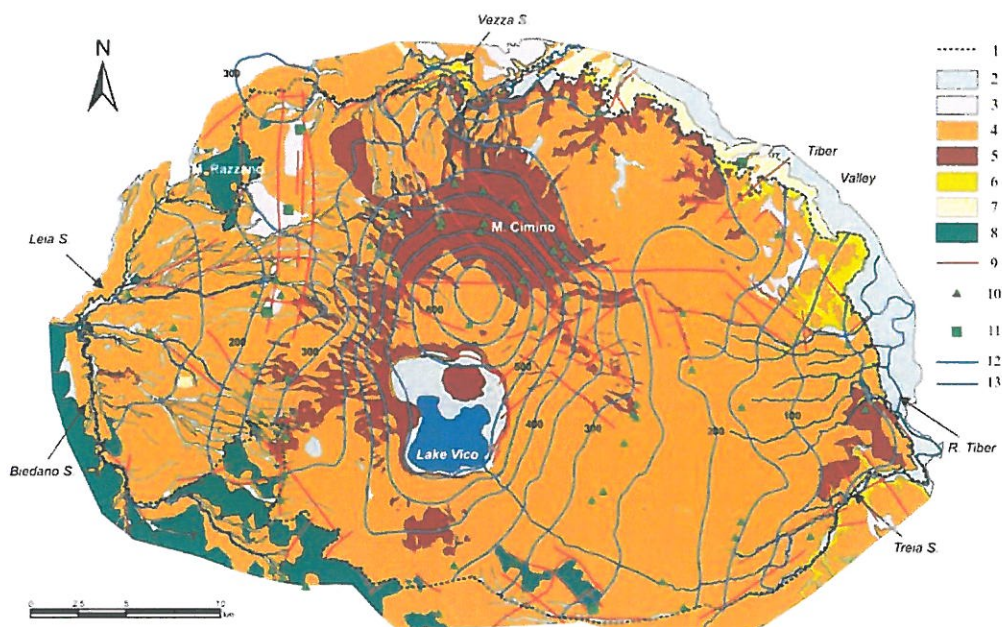 Vezza S.
N
300
M. Razzano
Tiber
Valley
M. Cimino
Leia S.
600
200
300
500
400
300
200
100
Lake Vico
Biedano S.
R. Tiber
Treia S.
0 2.5 5 10
1
2
3
4
5
6
7
8
9
10
11
12
13